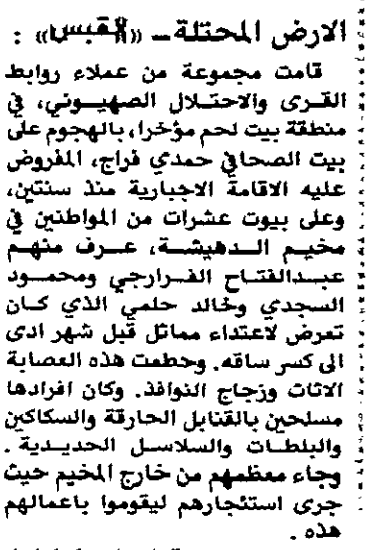 الارض المحتلة ــ «القبس» :
قامت مجموعة من عملاء روابط
القرى والاحتلال الصهيوني، في
منطقة بيت لحم مؤخرا، بالهجوم على
بيت الصحافي حمدي فراج، المفروض
عليه الاقامة الاجبارية منذ سنتين،
وعلى بيوت عشرات من المواطنين في
مخيم الدهيشة، عرف منهم
عبدالفتاح الفرارجي ومحمود
السجدي وخالد حلمي الذي كان
تعرض لاعتداء مماثل قبل شهر ادى
الى كسر ساقه. وحطمت هذه العصابة
الاثاث وزجاج النوافذ. وكان افرادها
مسلحين بالقنابل الحارقة والسكاكين
والبلطات والسلاسل الحديدية .
وجاء معظمهم من خارج المخيم حيث
جرى استئجارهم ليقوموا باعمالهم
هذه .